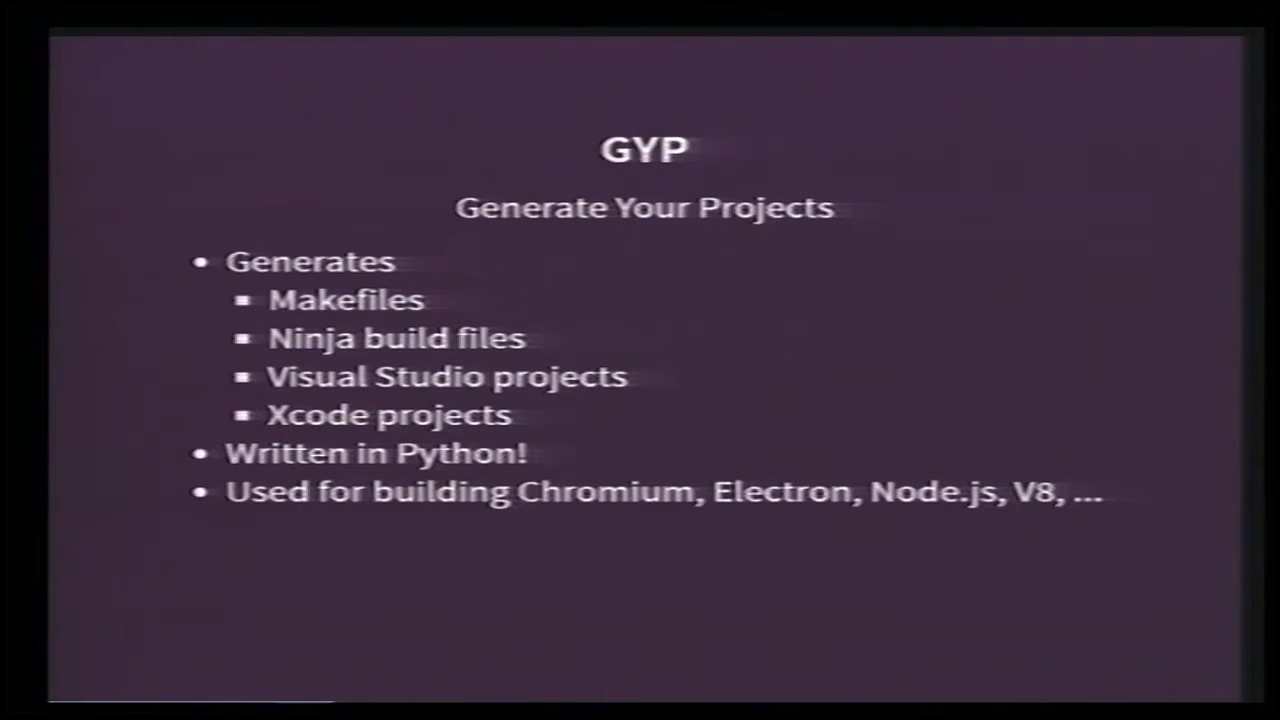 GYP
Generate Your Projects
• Generates
▪ Makefiles
▪ Ninja build files
▪ Visual Studio projects
▪ Xcode projects
• Written in Python!
• Used for building Chromium, Electron, Node.js, V8, ...